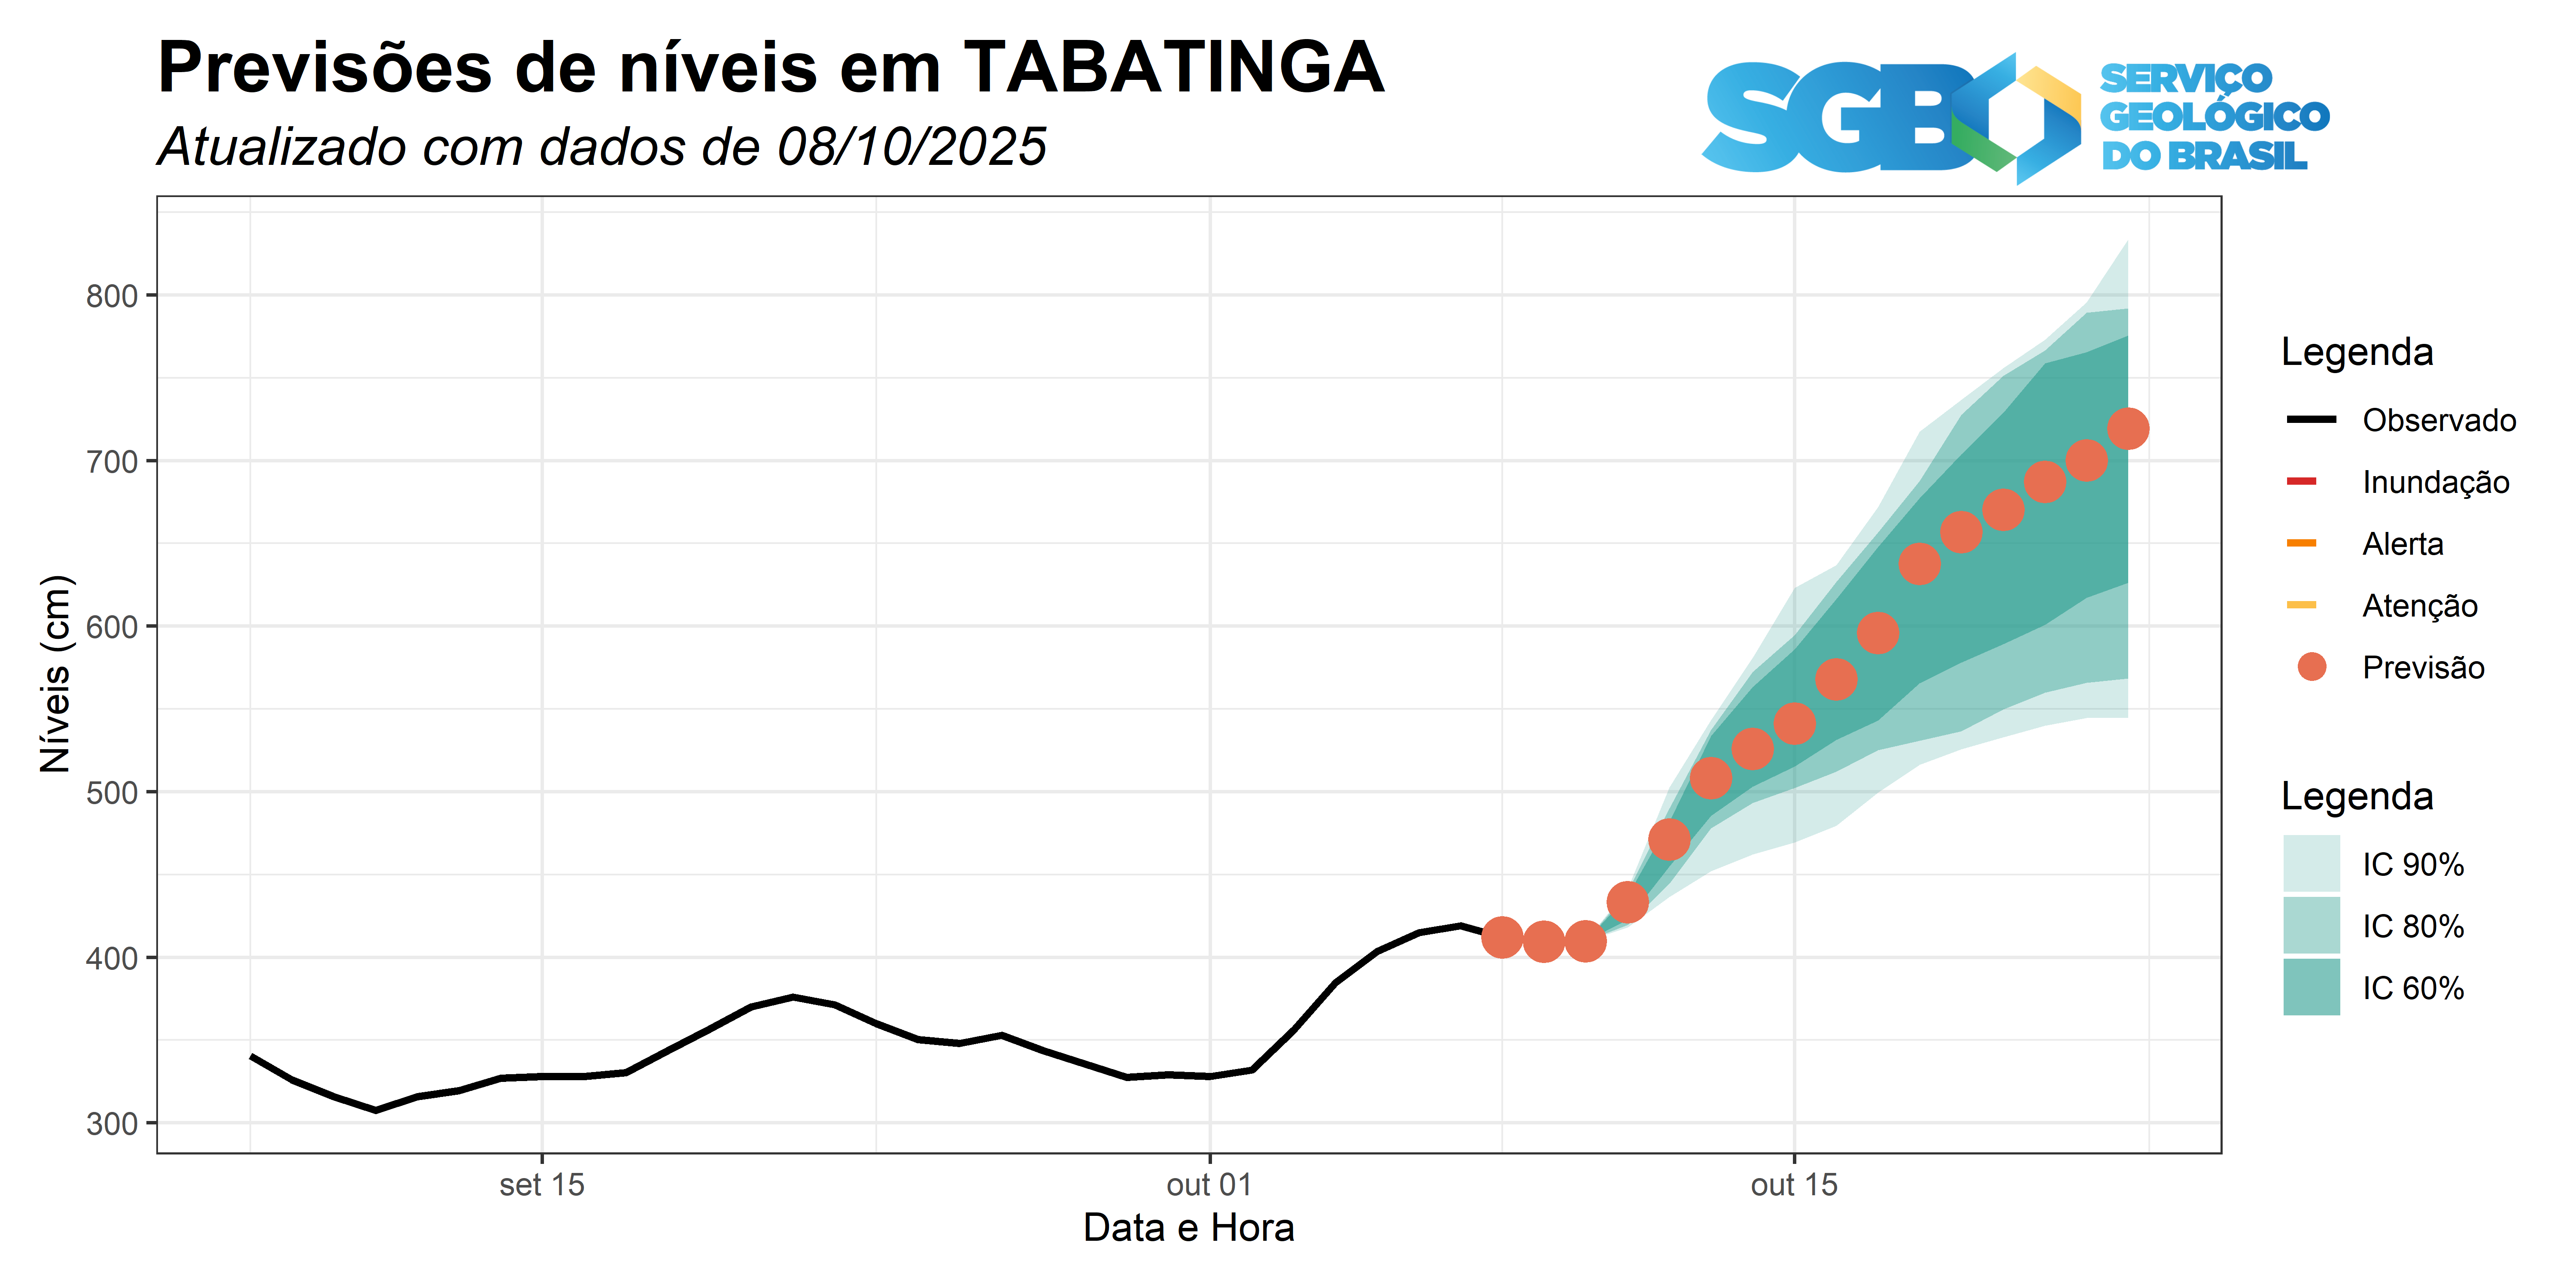 Previsões de níveis em TABATINGA
Atualizado com dados de 08/10/2025
SGB
SERVIÇO
GEOLÓGICO
DO BRASIL
Níveis (cm)
800
700
600
500
400
300
set 15
out 01
out 15
Data e Hora
Legenda
Observado
Inundação
Alerta
Atenção
Previsão
Legenda
IC 90%
IC 80%
IC 60%